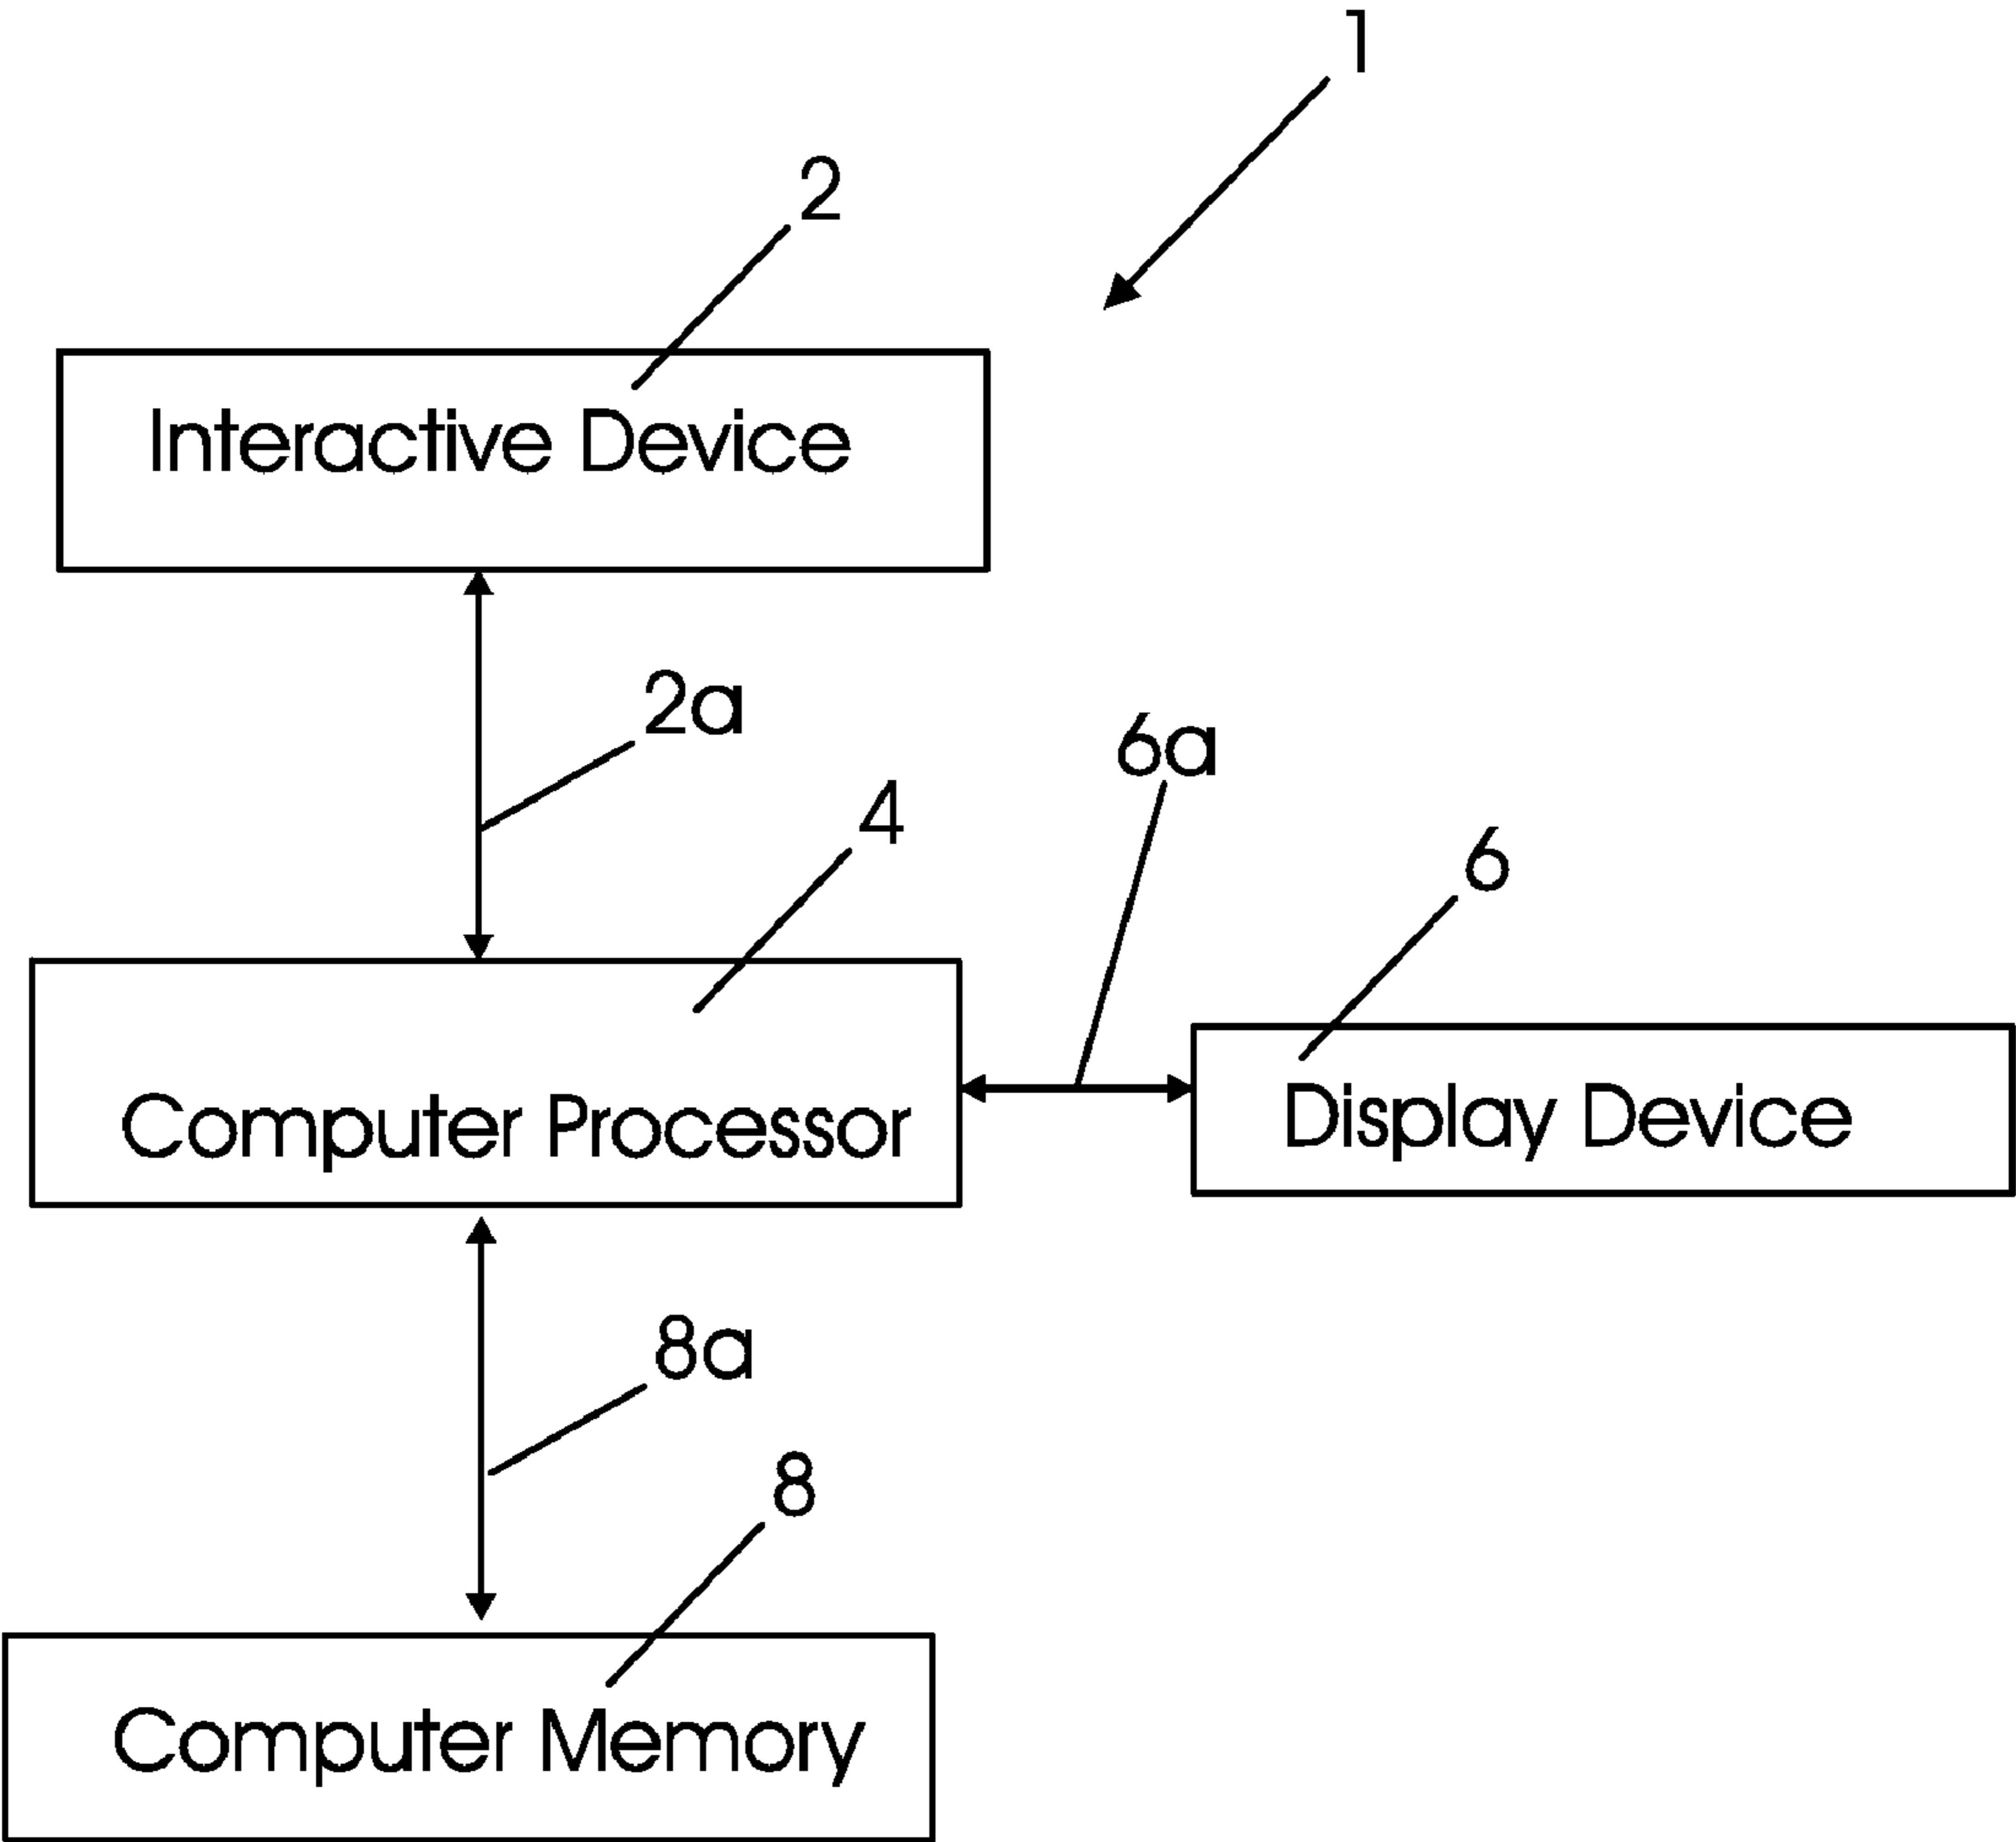 1
2
Interactive Device
2a
6a
4
6
Computer Processor
Display Device
8a
8
Computer Memory